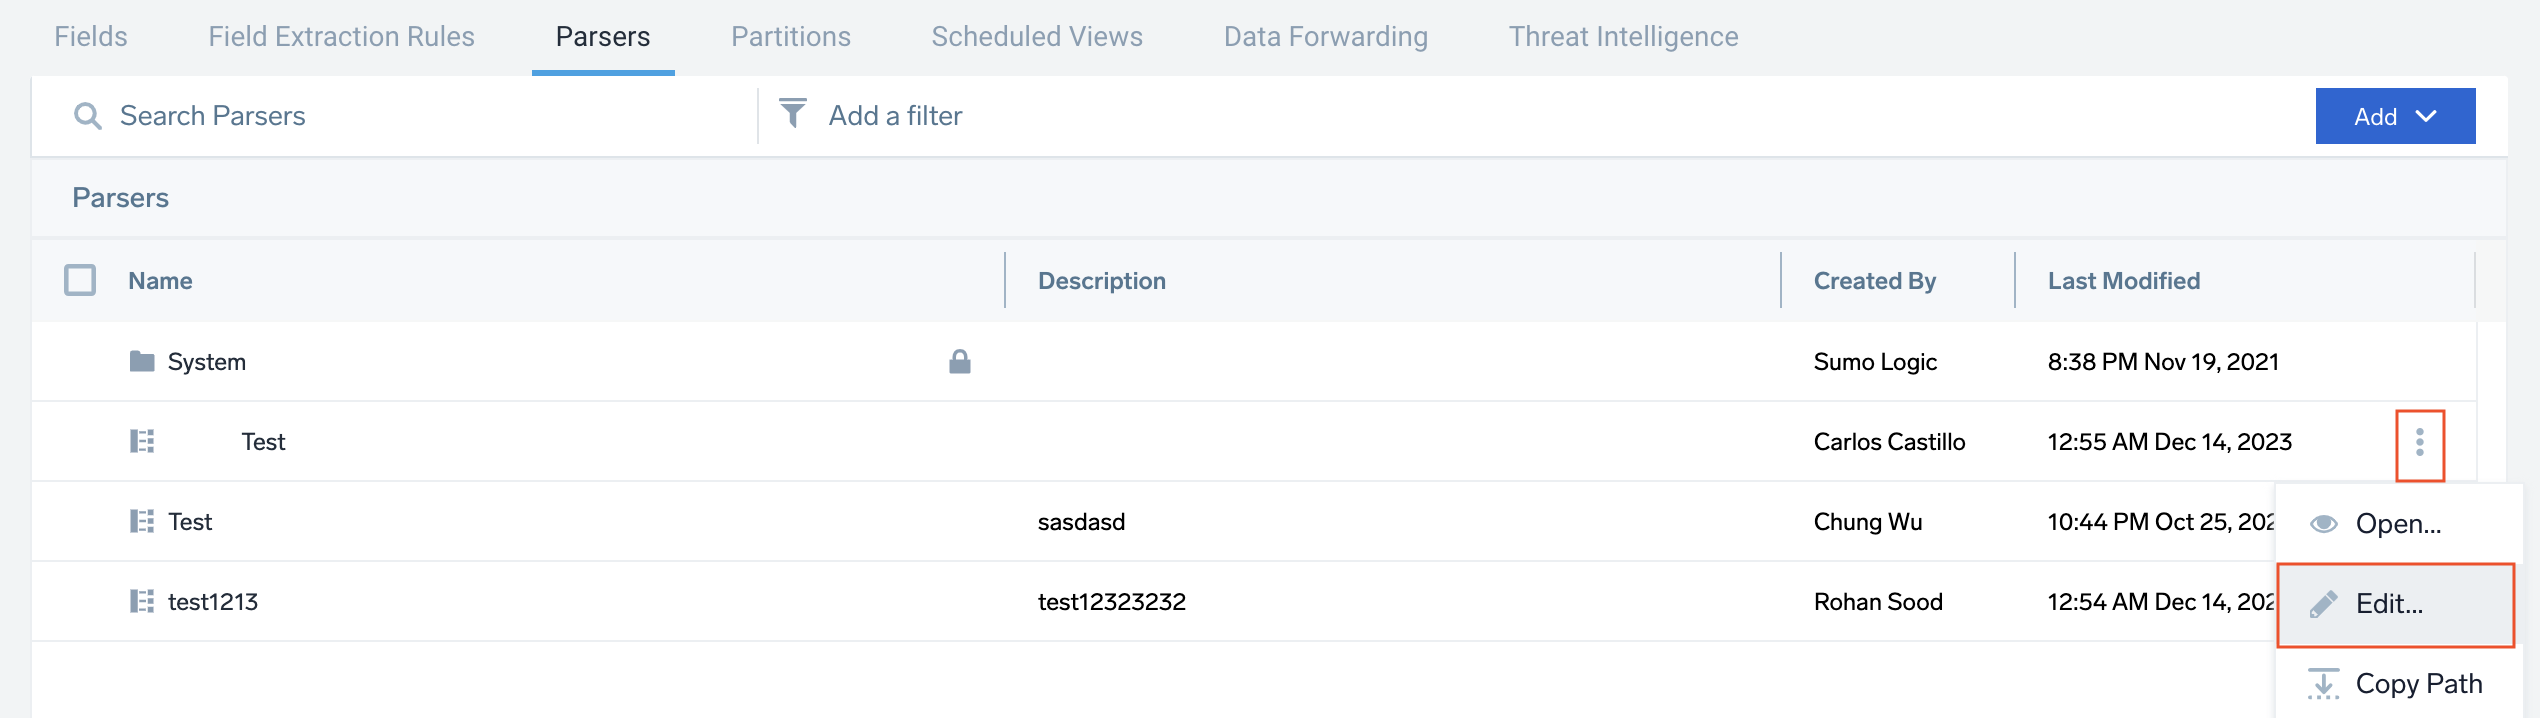 Fields Field Extraction Rules Parsers Partitions Scheduled Views Data Forwarding Threat Intelligence
Search Parsers Add a filter Add
Parsers
Name Description Created By Last Modified
System Sumo Logic 8:38 PM Nov 19, 2021
Test Carlos Castillo 12:55 AM Dec 14, 2023
Test sasdasd Chung Wu 10:44 PM Oct 25, 202
Open...
test1213 test12323232 Rohan Sood 12:54 AM Dec 14, 202
Edit...
Copy Path